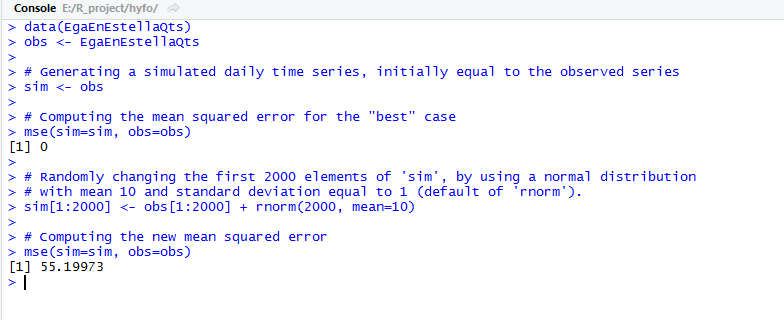 Console E:/R_project/hyfo/
> data(EgaEnEstellaQts)
> obs <- EgaEnEstellaQts
>
> # Generating a simulated daily time series, initially equal to the observed series
> sim <- obs
>
> # Computing the mean squared error for the "best" case
> mse(sim=sim, obs=obs)
[1] 0
>
> # Randomly changing the first 2000 elements of 'sim', by using a normal distribution
> # with mean 10 and standard deviation equal to 1 (default of 'rnorm').
> sim[1:2000] <- obs[1:2000] + rnorm(2000, mean=10)
>
> # Computing the new mean squared error
> mse(sim=sim, obs=obs)
[1] 55.19973
>